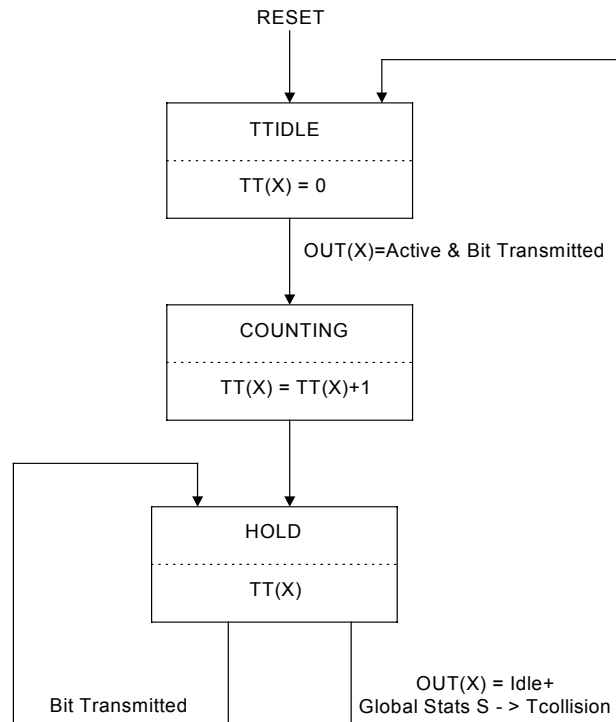 RESET
TTIDLE
TT(X) = 0
OUT(X)=Active & Bit Transmitted
COUNTING
TT(X) = TT(X)+1
HOLD
TT(X)
Bit Transmitted
OUT(X) = Idle+
Global Stats S - > Tcollision